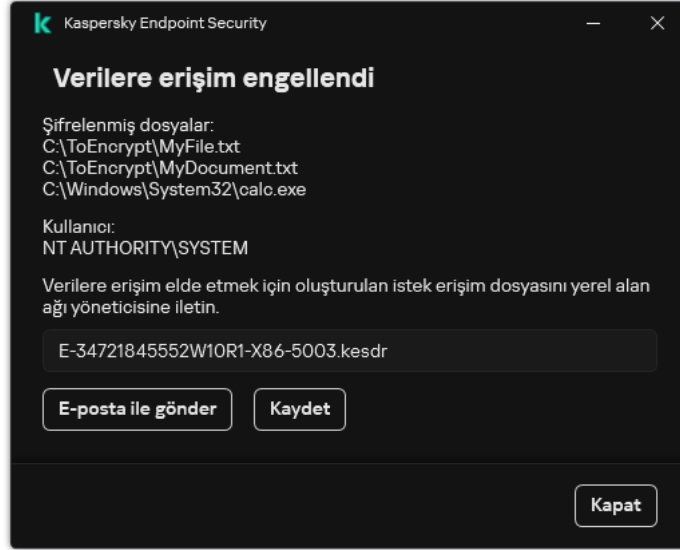 Kaspersky Endpoint Security
Verilere erişim engellendi
Şifrelenmiş dosyalar:
C:\ToEncrypt\MyFile.txt
C:\ToEncrypt\MyDocument.txt
C:\Windows\System32\calc.exe
Kullanıcı:
NT AUTHORITY\SYSTEM
Verilere erişim elde etmek için oluşturulan istek erişim dosyasını yerel alan
ağı yöneticisine iletin.
E-34721845552W10R1-X86-5003.kesdr
E-posta ile gönder
Kaydet
Kapat